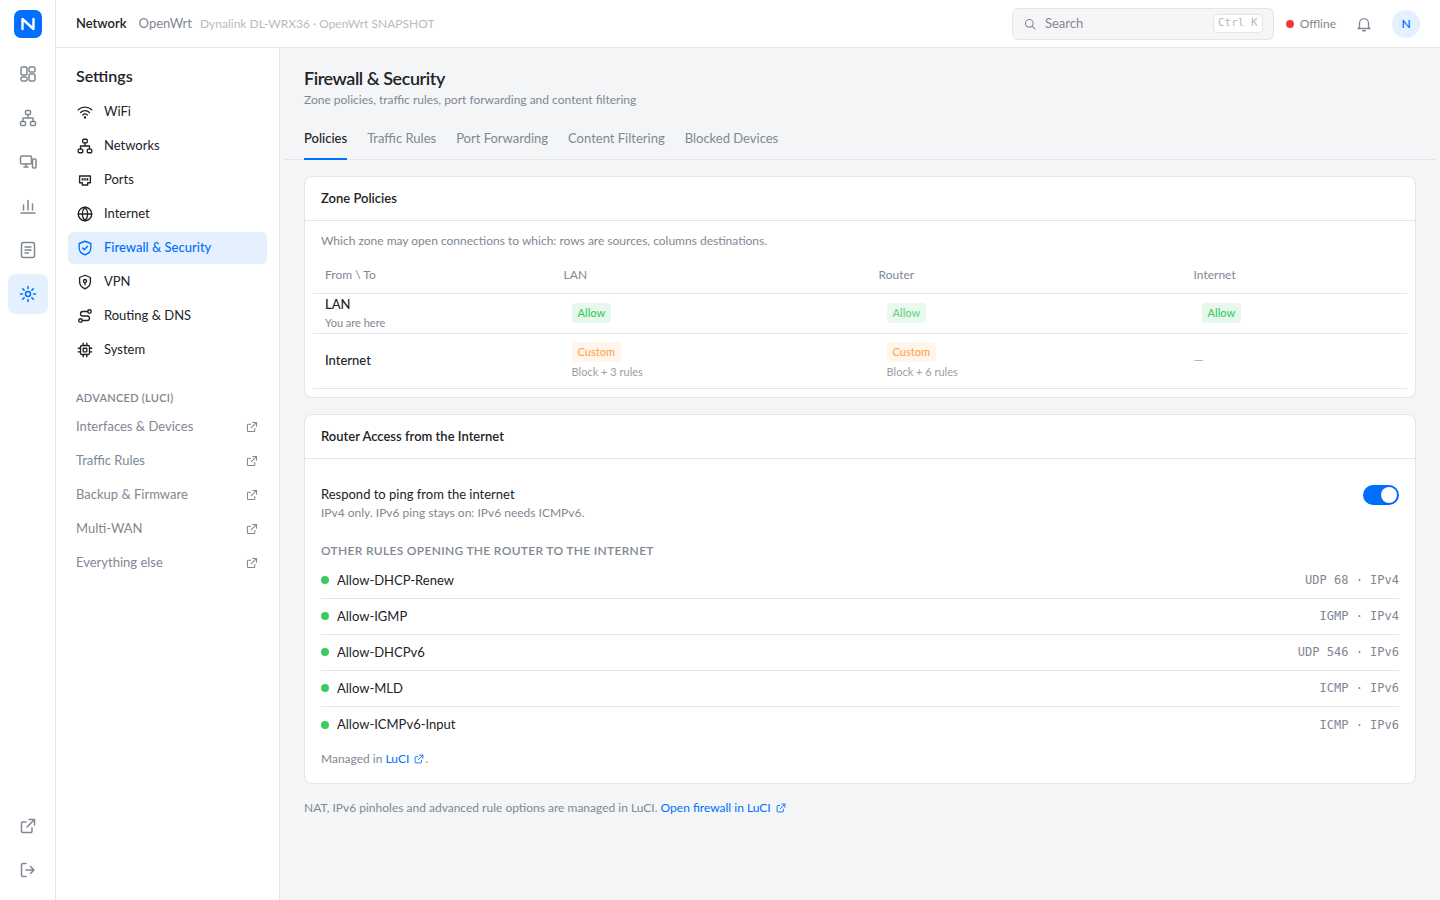 Network OpenWrt Dynalink DL-WRX36 · OpenWrt SNAPSHOT
Search Ctrl K
Offline
N
Settings
WiFi
Networks
Ports
Internet
Firewall & Security
VPN
Routing & DNS
System
ADVANCED (LUCI)
Interfaces & Devices
Traffic Rules
Backup & Firmware
Multi-WAN
Everything else
Firewall & Security
Zone policies, traffic rules, port forwarding and content filtering
Policies Traffic Rules Port Forwarding Content Filtering Blocked Devices
Zone Policies
Which zone may open connections to which: rows are sources, columns destinations.
From \ To LAN Router Internet
LAN
You are here
Allow Allow Allow
Internet
Custom Custom —
Block + 3 rules Block + 6 rules
Router Access from the Internet
Respond to ping from the internet
IPv4 only. IPv6 ping stays on: IPv6 needs ICMPv6.
OTHER RULES OPENING THE ROUTER TO THE INTERNET
Allow-DHCP-Renew UDP 68 · IPv4
Allow-IGMP IGMP · IPv4
Allow-DHCPv6 UDP 546 · IPv6
Allow-MLD ICMP · IPv6
Allow-ICMPv6-Input ICMP · IPv6
Managed in LuCI.
NAT, IPv6 pinholes and advanced rule options are managed in LuCI. Open firewall in LuCI